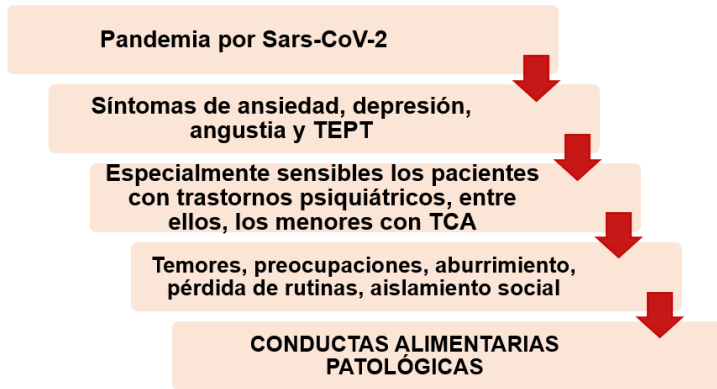 Pandemia por Sars-CoV-2
Síntomas de ansiedad, depresión,
angustia y TEPT
Especialmente sensibles los pacientes
con trastornos psiquiátricos, entre
ellos, los menores con TCA
Temores, preocupaciones, aburrimiento,
pérdida de rutinas, aislamiento social
CONDUCTAS ALIMENTARIAS
PATOLÓGICAS